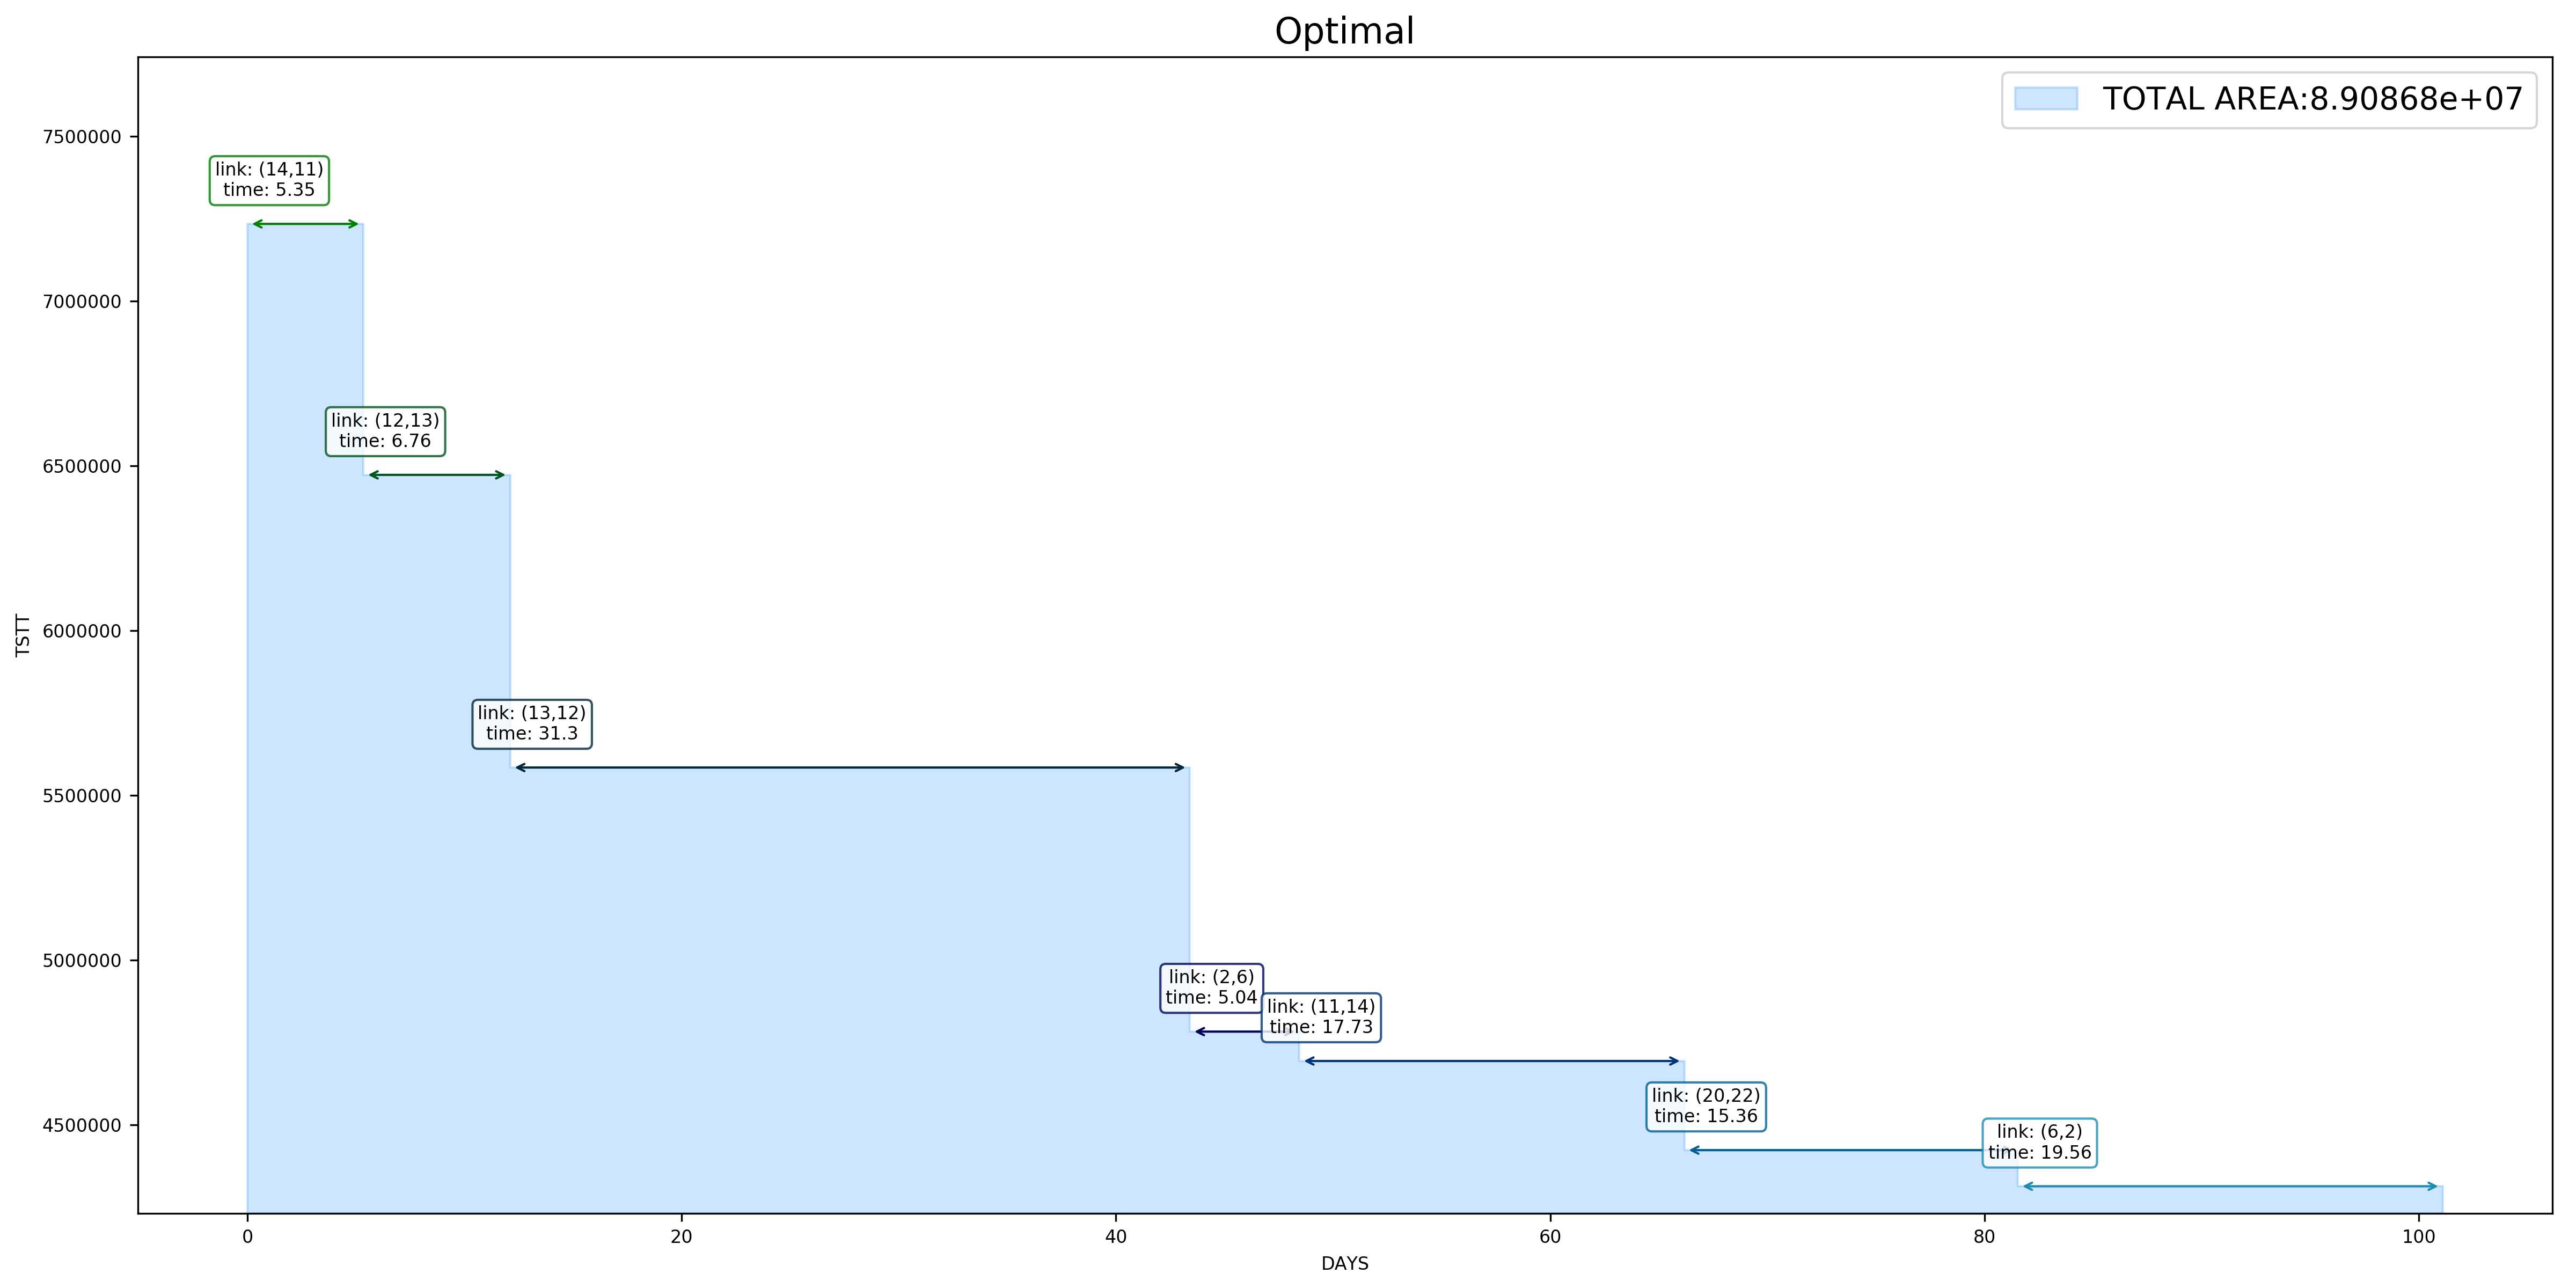 Optimal
TOTAL AREA:8.90868e+07
7500000
7000000
6500000
6000000
5500000
5000000
4500000
TSTT
link: (14,11)
time: 5.35
link: (12,13)
time: 6.76
link: (13,12)
time: 31.3
link: (2,6)
time: 5.04
link: (11,14)
time: 17.73
link: (20,22)
time: 15.36
link: (6,2)
time: 19.56
0 20 40 60 80 100
DAYS